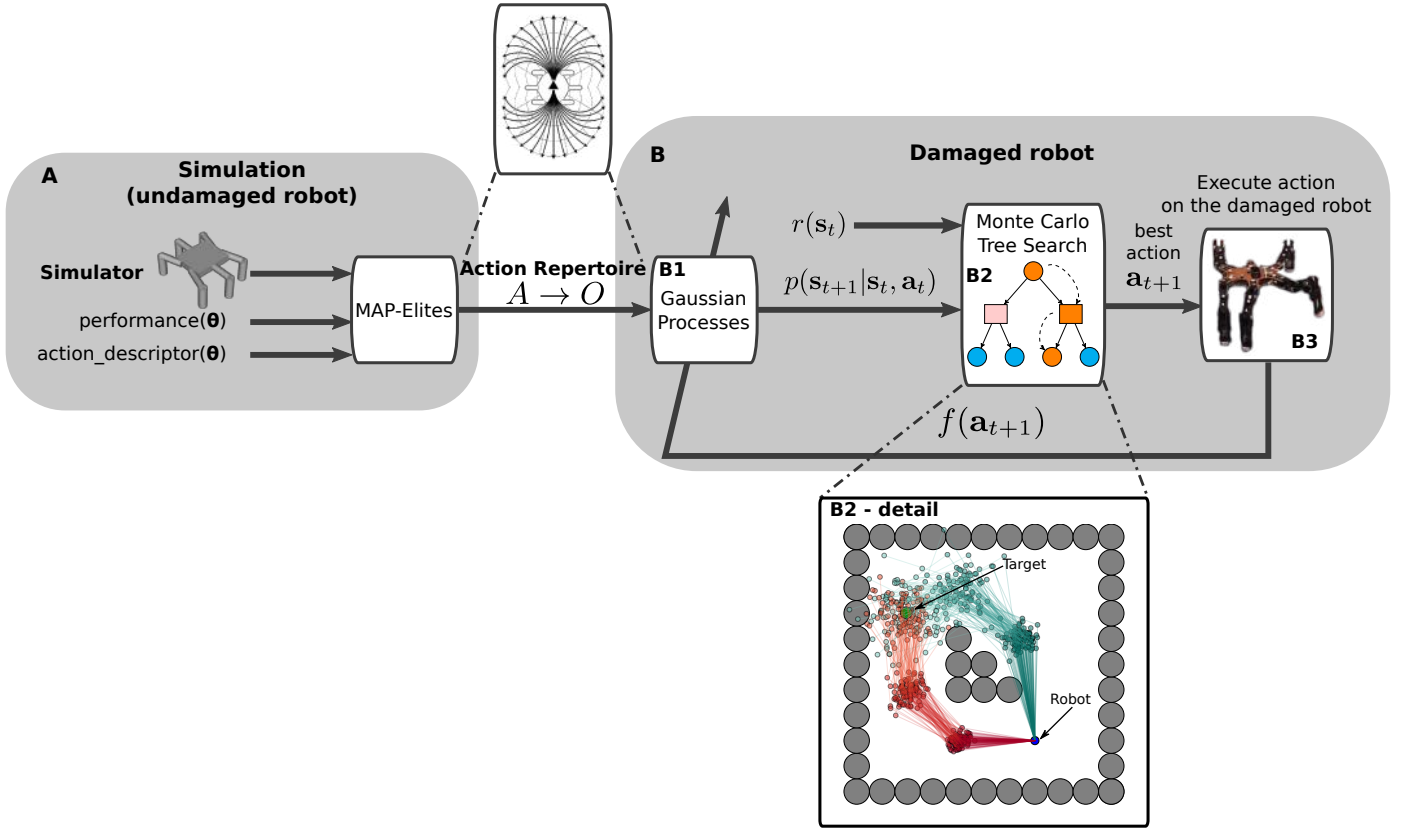 A
Simulation
(undamaged robot)
Simulator
performance(θ)
action_descriptor(θ)
MAP-Elites
Action Repertoire
A → O
B
Damaged robot
B1
Gaussian
Processes
r(s_t)
p(s_{t+1}|s_t, a_t)
Monte Carlo
Tree Search
B2
best
action
a_{t+1}
Execute action
on the damaged robot
B3
f(a_{t+1})
B2 - detail
Target
Robot